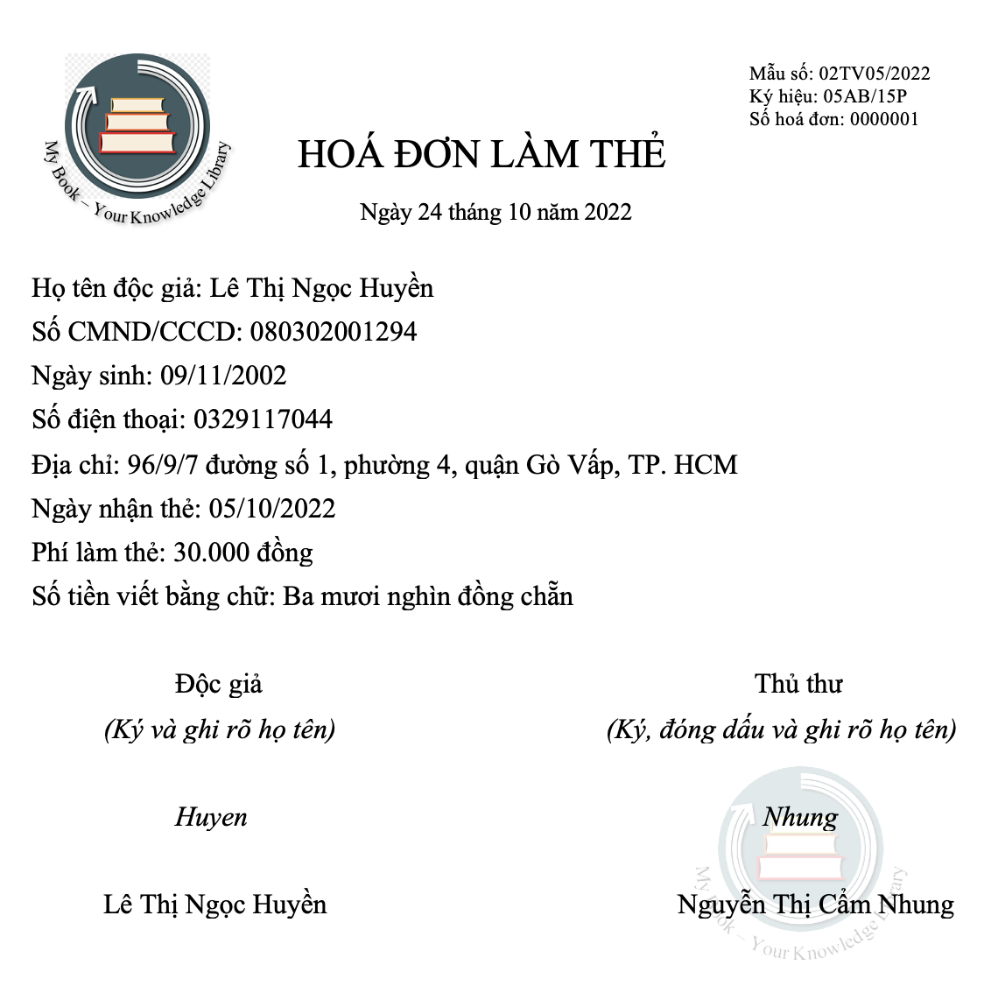 My Book – Your Knowledge Library
Mẫu số: 02TV05/2022
Ký hiệu: 05AB/15P
Số hoá đơn: 0000001
HOÁ ĐƠN LÀM THẺ
Ngày 24 tháng 10 năm 2022
Họ tên độc giả: Lê Thị Ngọc Huyền
Số CMND/CCCD: 080302001294
Ngày sinh: 09/11/2002
Số điện thoại: 0329117044
Địa chỉ: 96/9/7 đường số 1, phường 4, quận Gò Vấp, TP. HCM
Ngày nhận thẻ: 05/10/2022
Phí làm thẻ: 30.000 đồng
Số tiền viết bằng chữ: Ba mươi nghìn đồng chẵn
Độc giả
(Ký và ghi rõ họ tên)
Huyen
Lê Thị Ngọc Huyền
Thủ thư
(Ký, đóng dấu và ghi rõ họ tên)
Nhung
Nguyễn Thị Cẩm Nhung
My Book – Your Knowledge Library